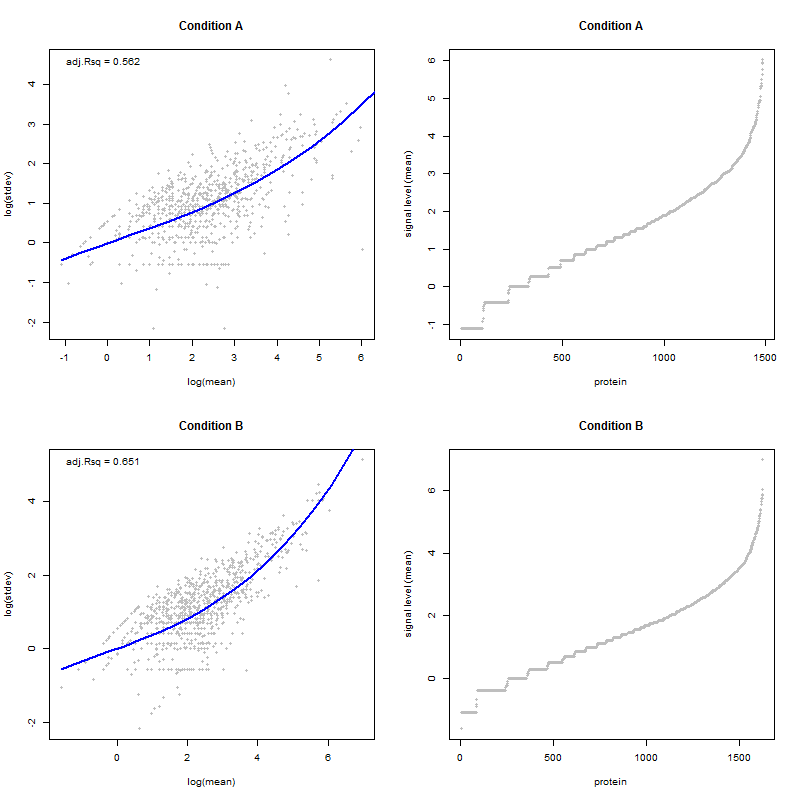 Condition A
adj.Rsq = 0.562
log(stdev)
4
3
2
1
0
-1
-2
-1 0 1 2 3 4 5 6
log(mean)
Condition A
signal level (mean)
6
5
4
3
2
1
0
-1
0 500 1000 1500
protein
Condition B
adj.Rsq = 0.651
log(stdev)
4
2
0
-2
0 2 4 6
log(mean)
Condition B
signal level (mean)
6
4
2
0
0 500 1000 1500
protein